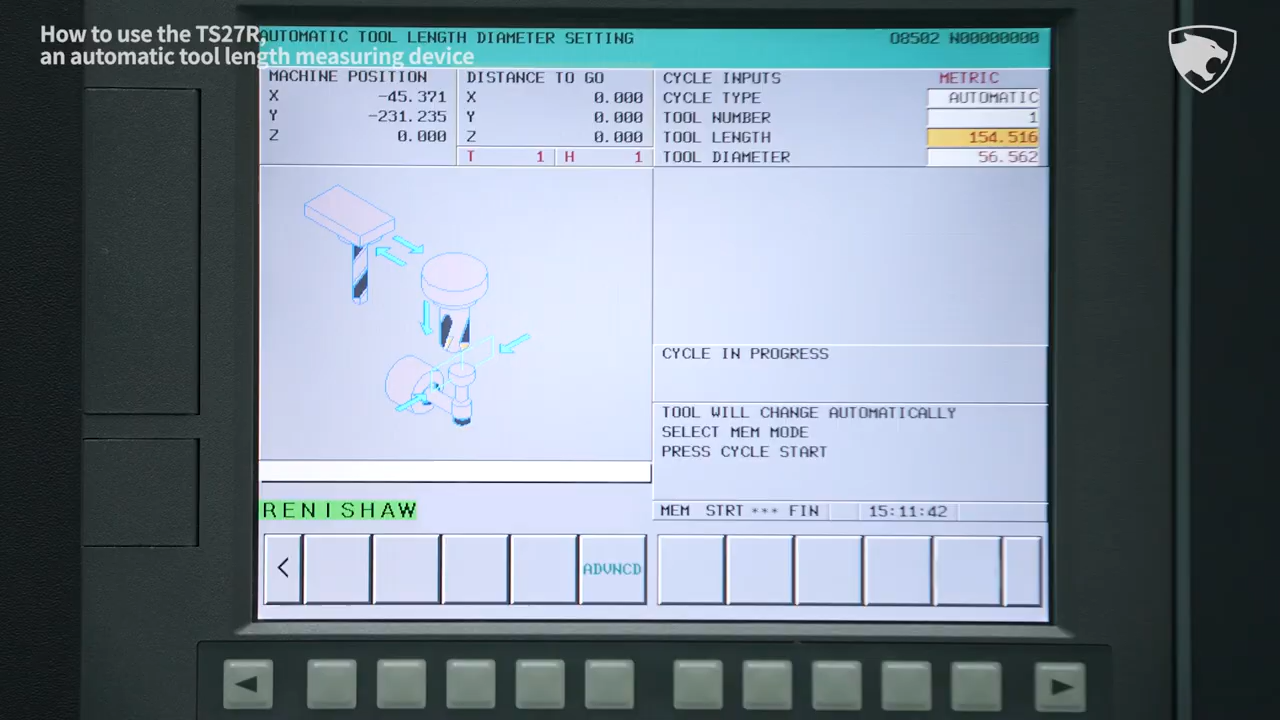 How to use the TS27R,
an automatic tool length measuring device
AUTOMATIC TOOL LENGTH DIAMETER SETTING
O8502 N00000000
MACHINE POSITION
X -45.371
Y -231.235
Z 0.000
DISTANCE TO GO
X 0.000
Y 0.000
Z 0.000
T 1 H 1
CYCLE INPUTS METRIC
CYCLE TYPE AUTOMATIC
TOOL NUMBER 1
TOOL LENGTH 154.516
TOOL DIAMETER 56.562
CYCLE IN PROGRESS
TOOL WILL CHANGE AUTOMATICALLY
SELECT MEM MODE
PRESS CYCLE START
RENISHAW
MEM STRT *** FIN 15:11:42
< ADVNCD